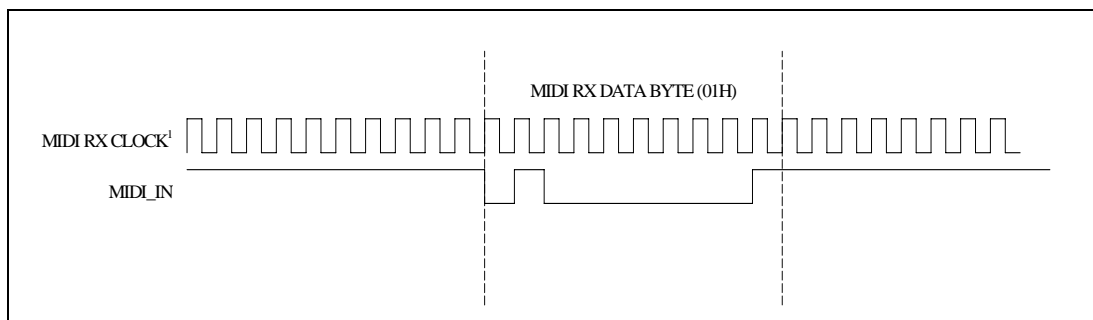 MIDI RX DATA BYTE (01H)
MIDI RX CLOCK¹
MIDI_IN